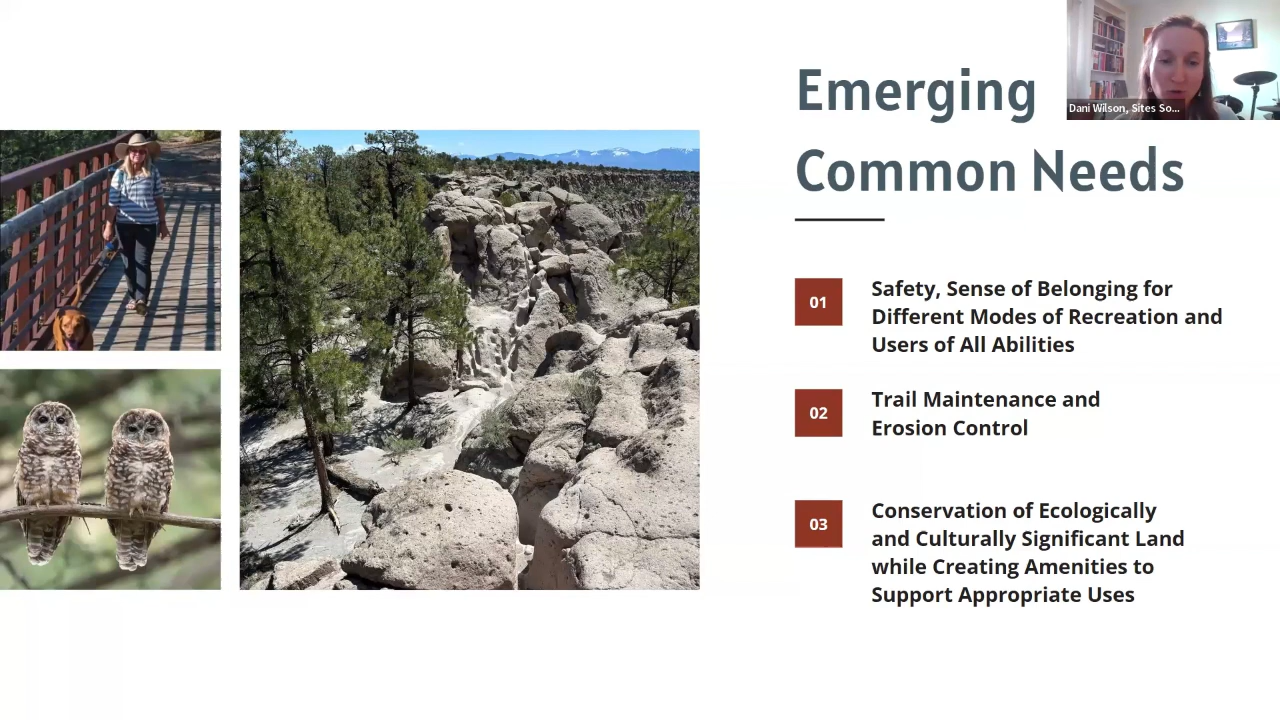 Emerging
Common Needs
Dani Wilson, Sites So...
01
Safety, Sense of Belonging for
Different Modes of Recreation and
Users of All Abilities
02
Trail Maintenance and
Erosion Control
03
Conservation of Ecologically
and Culturally Significant Land
while Creating Amenities to
Support Appropriate Uses